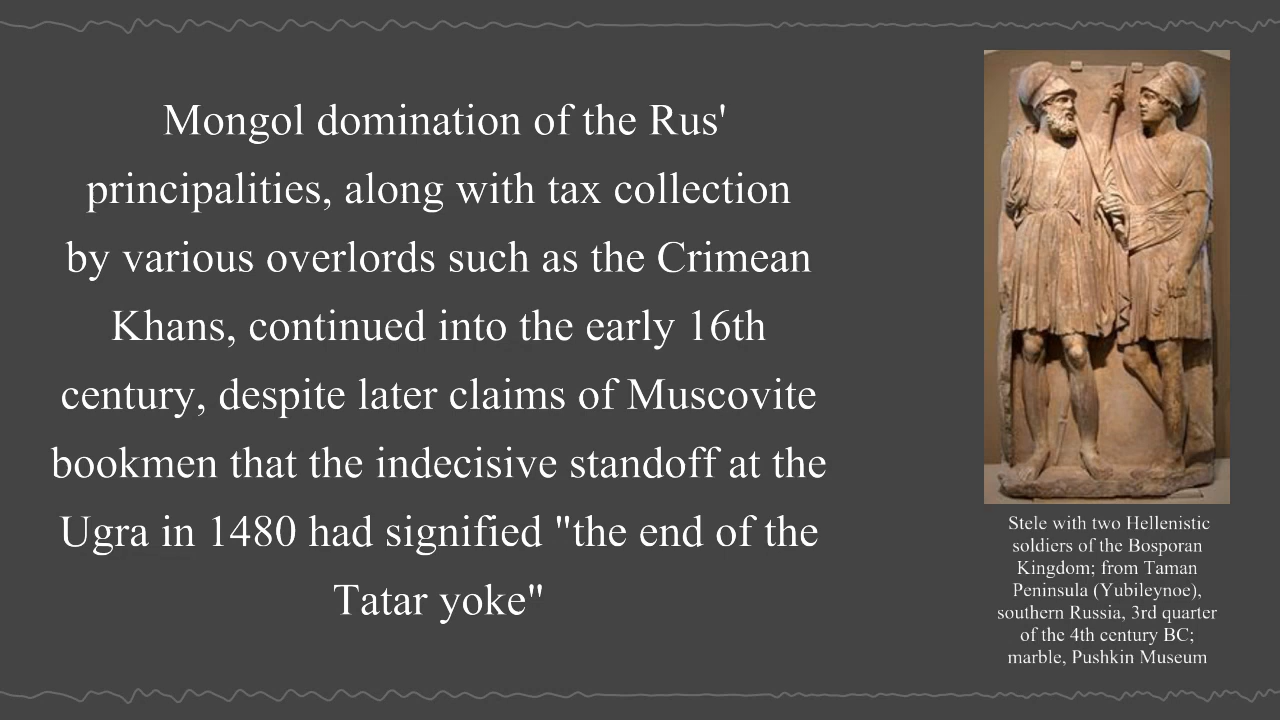 Mongol domination of the Rus'
principalities, along with tax collection
by various overlords such as the Crimean
Khans, continued into the early 16th
century, despite later claims of Muscovite
bookmen that the indecisive standoff at the
Ugra in 1480 had signified "the end of the
Tatar yoke"
Stele with two Hellenistic
soldiers of the Bosporan
Kingdom; from Taman
Peninsula (Yubileynoe),
southern Russia, 3rd quarter
of the 4th century BC;
marble, Pushkin Museum